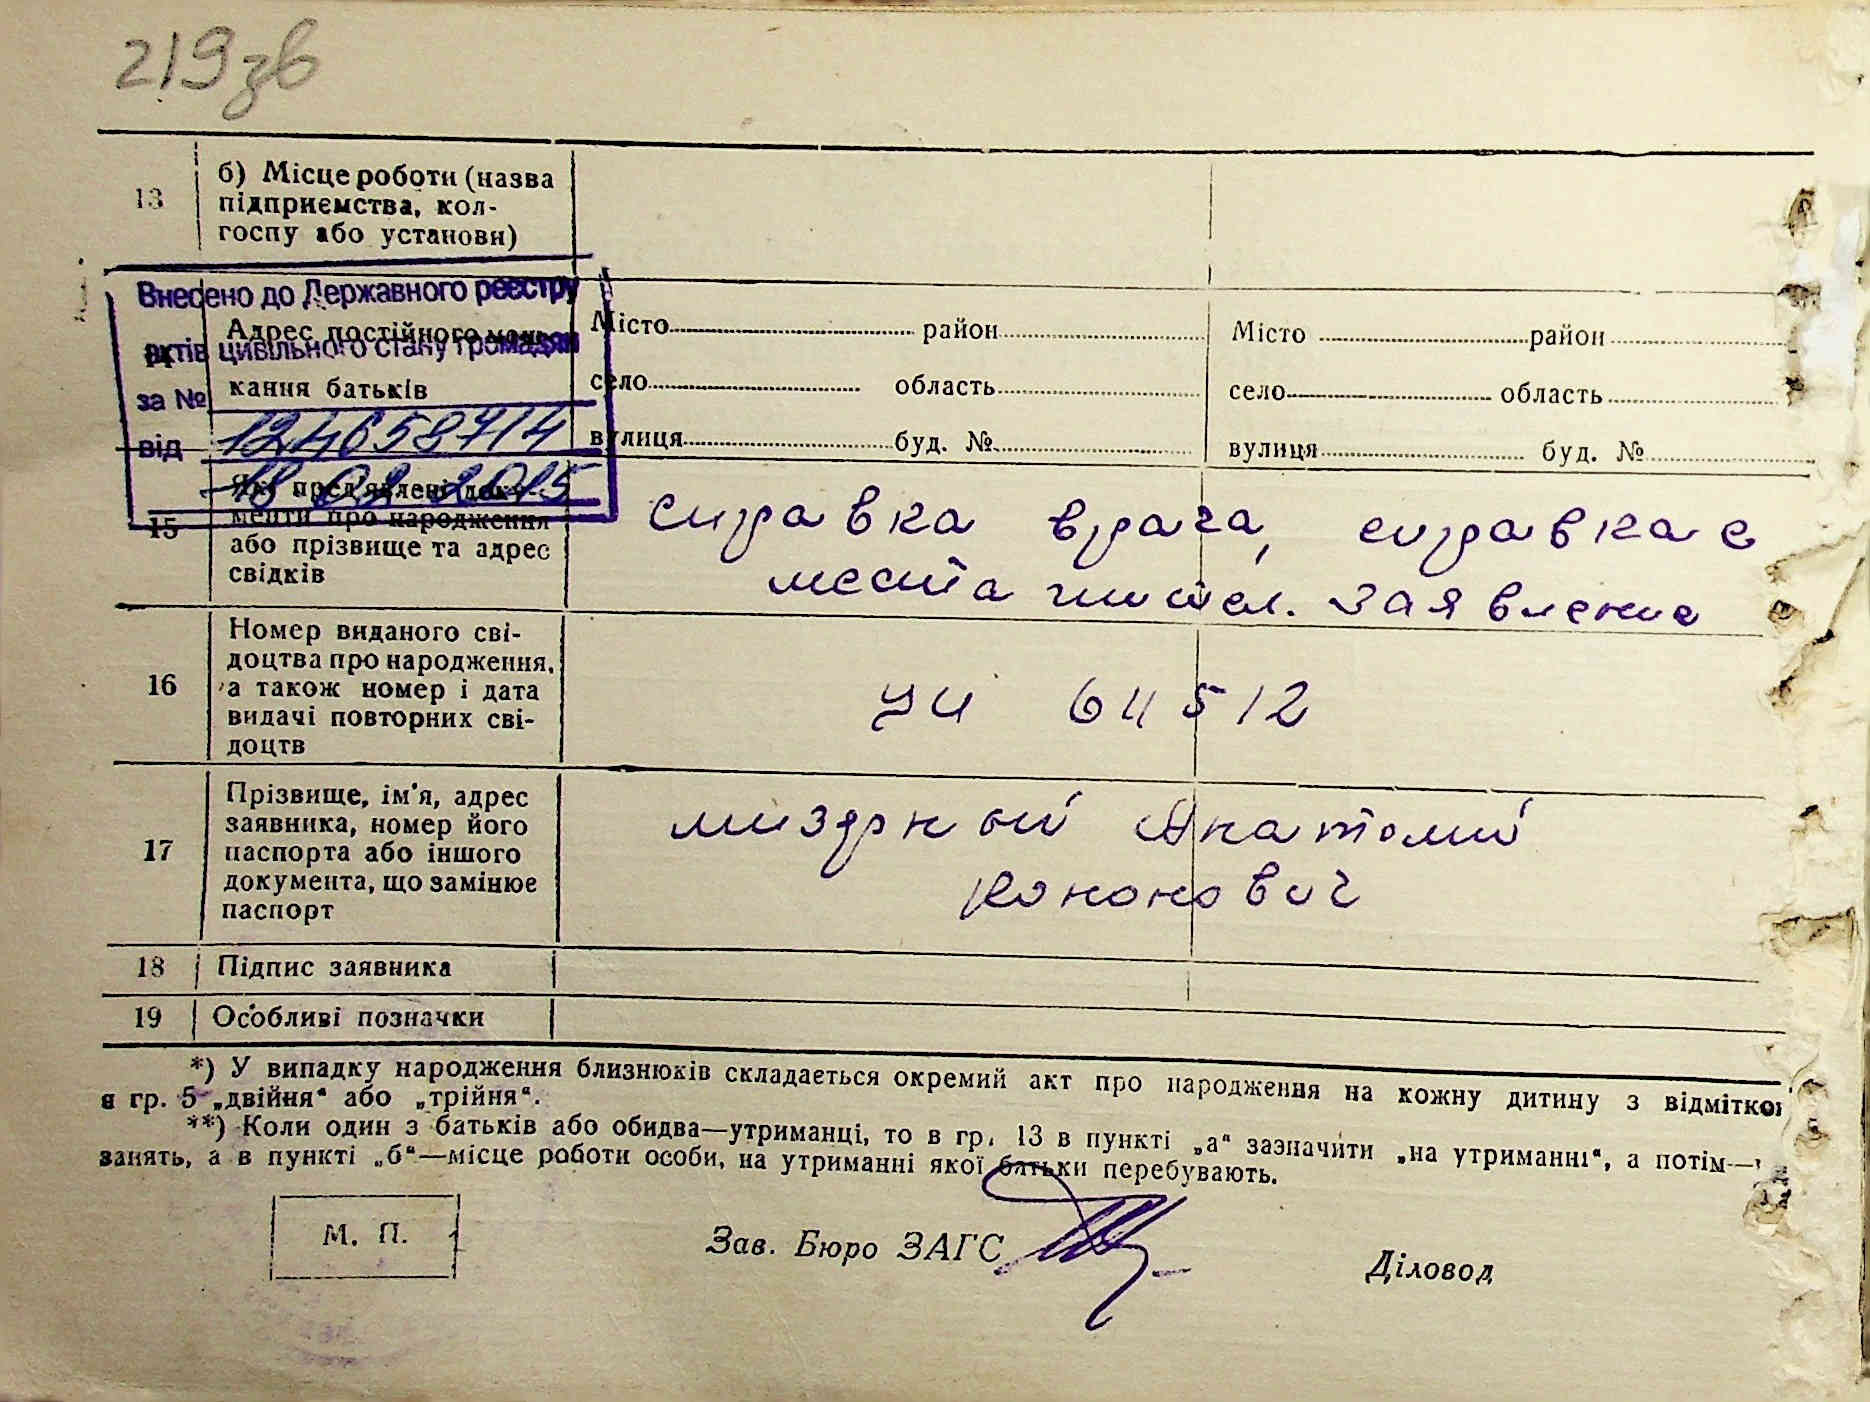 219зв
13
б) Місце роботи (назва
підприємства, кол-
госпу або установи)
Внесено до Державного реєстру
актів цивільного стану громадян
за №
124658714
від
18 02 2015
Адрес постійного
кання батьків
Місто район
село область
вулиця буд. №
Місто район
село область
вулиця буд. №
15
Які пред'явлені доку-
менти про народження
або прізвище та адрес
свідків
справка врача, справка с
места жител. заявление
16
Номер виданого сві-
доцтва про народження,
а також номер і дата
видачі повторних сві-
доцтв
64512
17
Прізвище, ім'я, адрес
заявника, номер його
паспорта або іншого
документа, що замінює
паспорт
мизерный Анатолий
Кононович
18
Підпис заявника
19
Особливі позначки
*) У випадку народження близнюків складається окремий акт про народження на кожну дитину з відміткою
в гр. 5 „двійня“ або „трійня“.
**) Коли один з батьків або обидва—утриманці, то в гр. 13 в пункті „а“ зазначити „на утриманні“, а потім—
занять, а в пункті „б“—місце роботи особи, на утриманні якої батьки перебувають.
М. П.
Зав. Бюро ЗАГС
Діловод